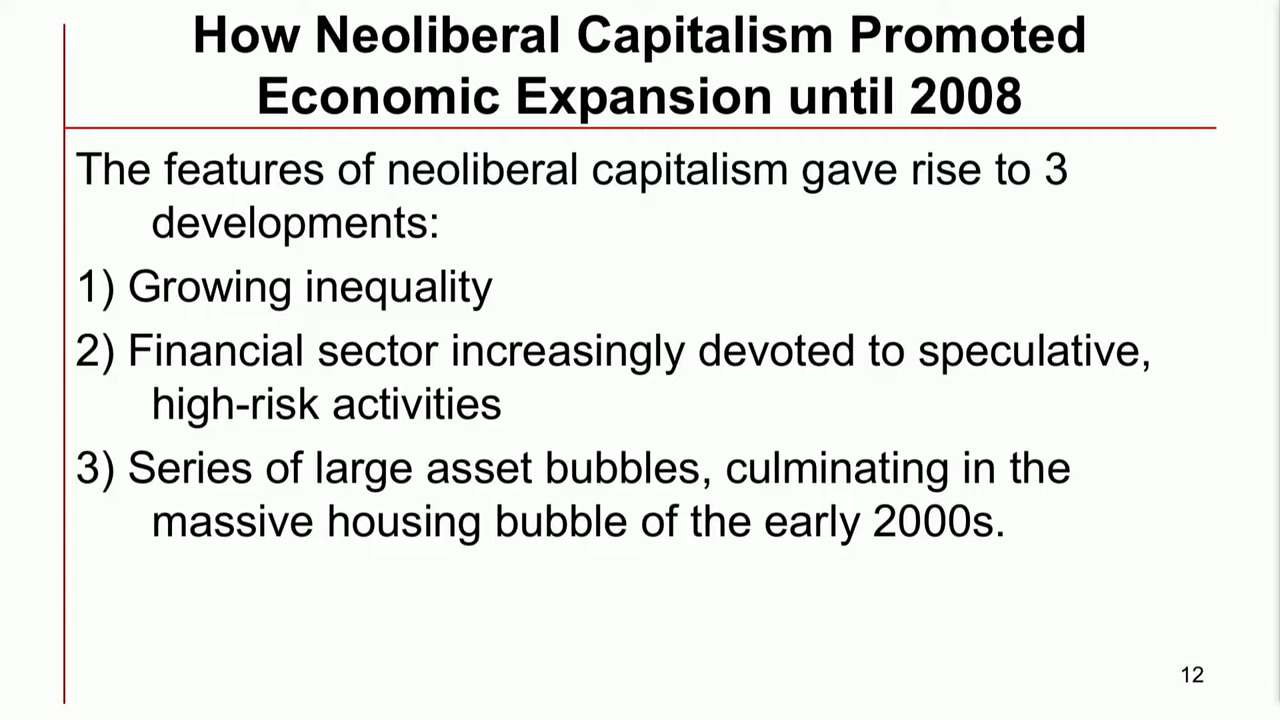 How Neoliberal Capitalism Promoted
Economic Expansion until 2008
The features of neoliberal capitalism gave rise to 3
developments:
1) Growing inequality
2) Financial sector increasingly devoted to speculative,
high-risk activities
3) Series of large asset bubbles, culminating in the
massive housing bubble of the early 2000s.
12